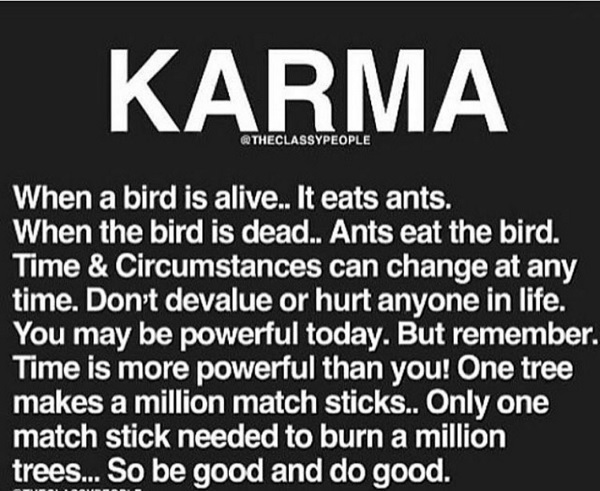 KARMA
@THECLASSYPEOPLE
When a bird is alive.. It eats ants.
When the bird is dead.. Ants eat the bird.
Time & Circumstances can change at any
time. Don't devalue or hurt anyone in life.
You may be powerful today. But remember.
Time is more powerful than you! One tree
makes a million match sticks.. Only one
match stick needed to burn a million
trees... So be good and do good.